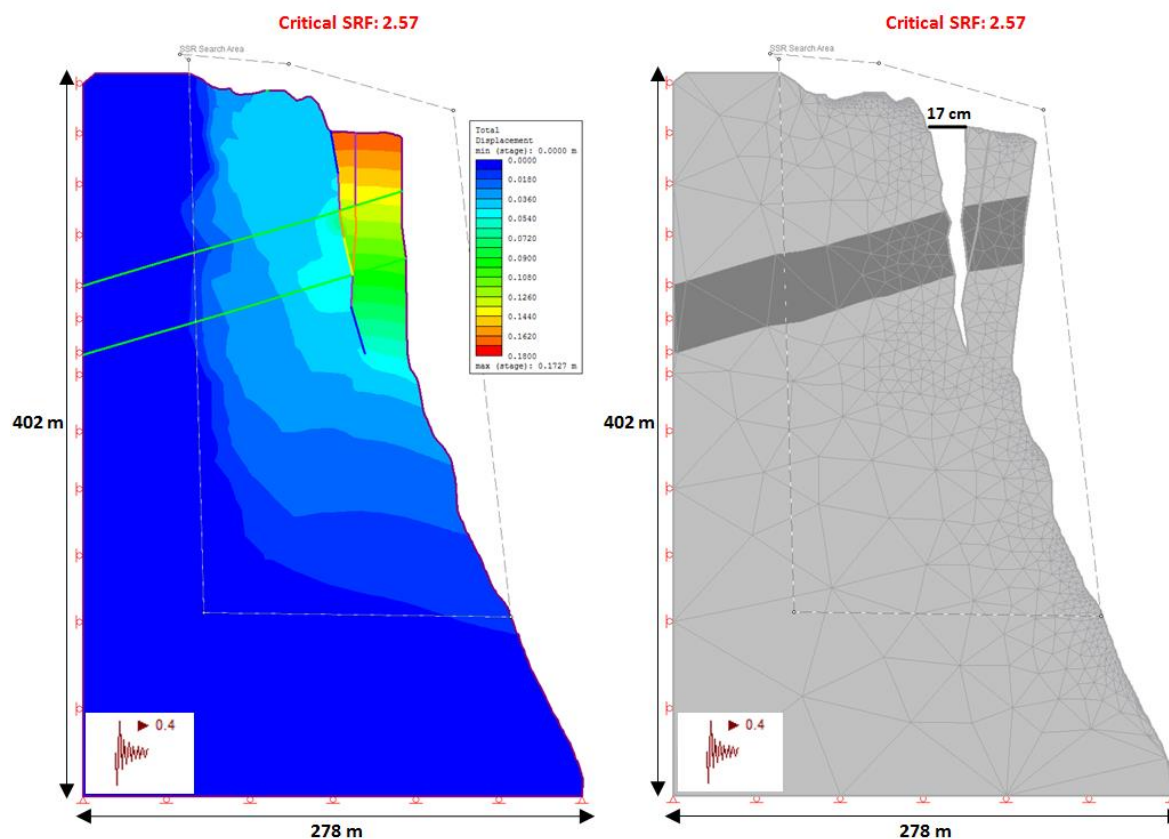 Critical SRF: 2.57
SSR Search Area
Total
Displacement
min (stage): 0.0000 m
0.0000
0.0180
0.0360
0.0540
0.0720
0.0900
0.1080
0.1260
0.1440
0.1620
0.1800
max (stage): 0.1727 m
402 m
0.4
278 m
Critical SRF: 2.57
SSR Search Area
17 cm
402 m
0.4
278 m